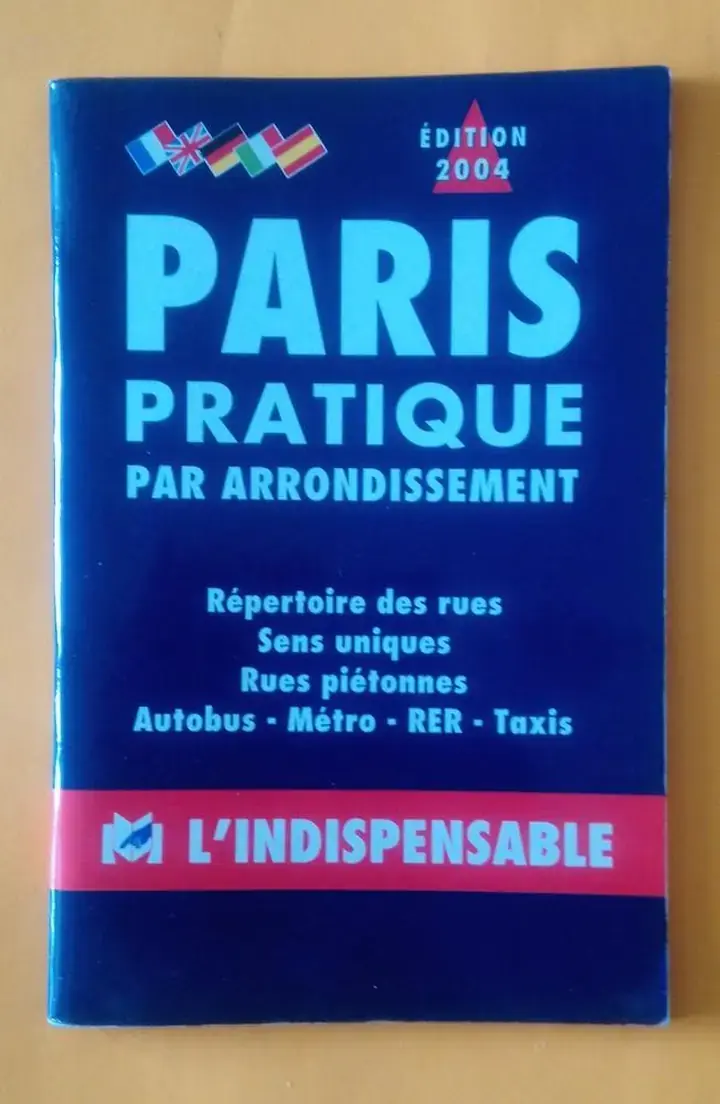 ÉDITION
2004
PARIS
PRATIQUE
PAR ARRONDISSEMENT
Répertoire des rues
Sens uniques
Rues piétonnes
Autobus - Métro - RER - Taxis
L'INDISPENSABLE